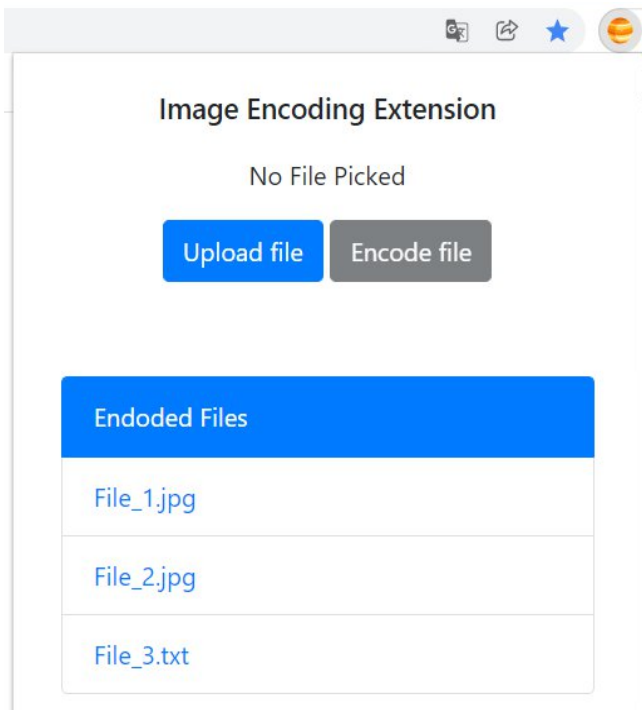 Image Encoding Extension
No File Picked
Upload file Encode file
Endoded Files
File_1.jpg
File_2.jpg
File_3.txt